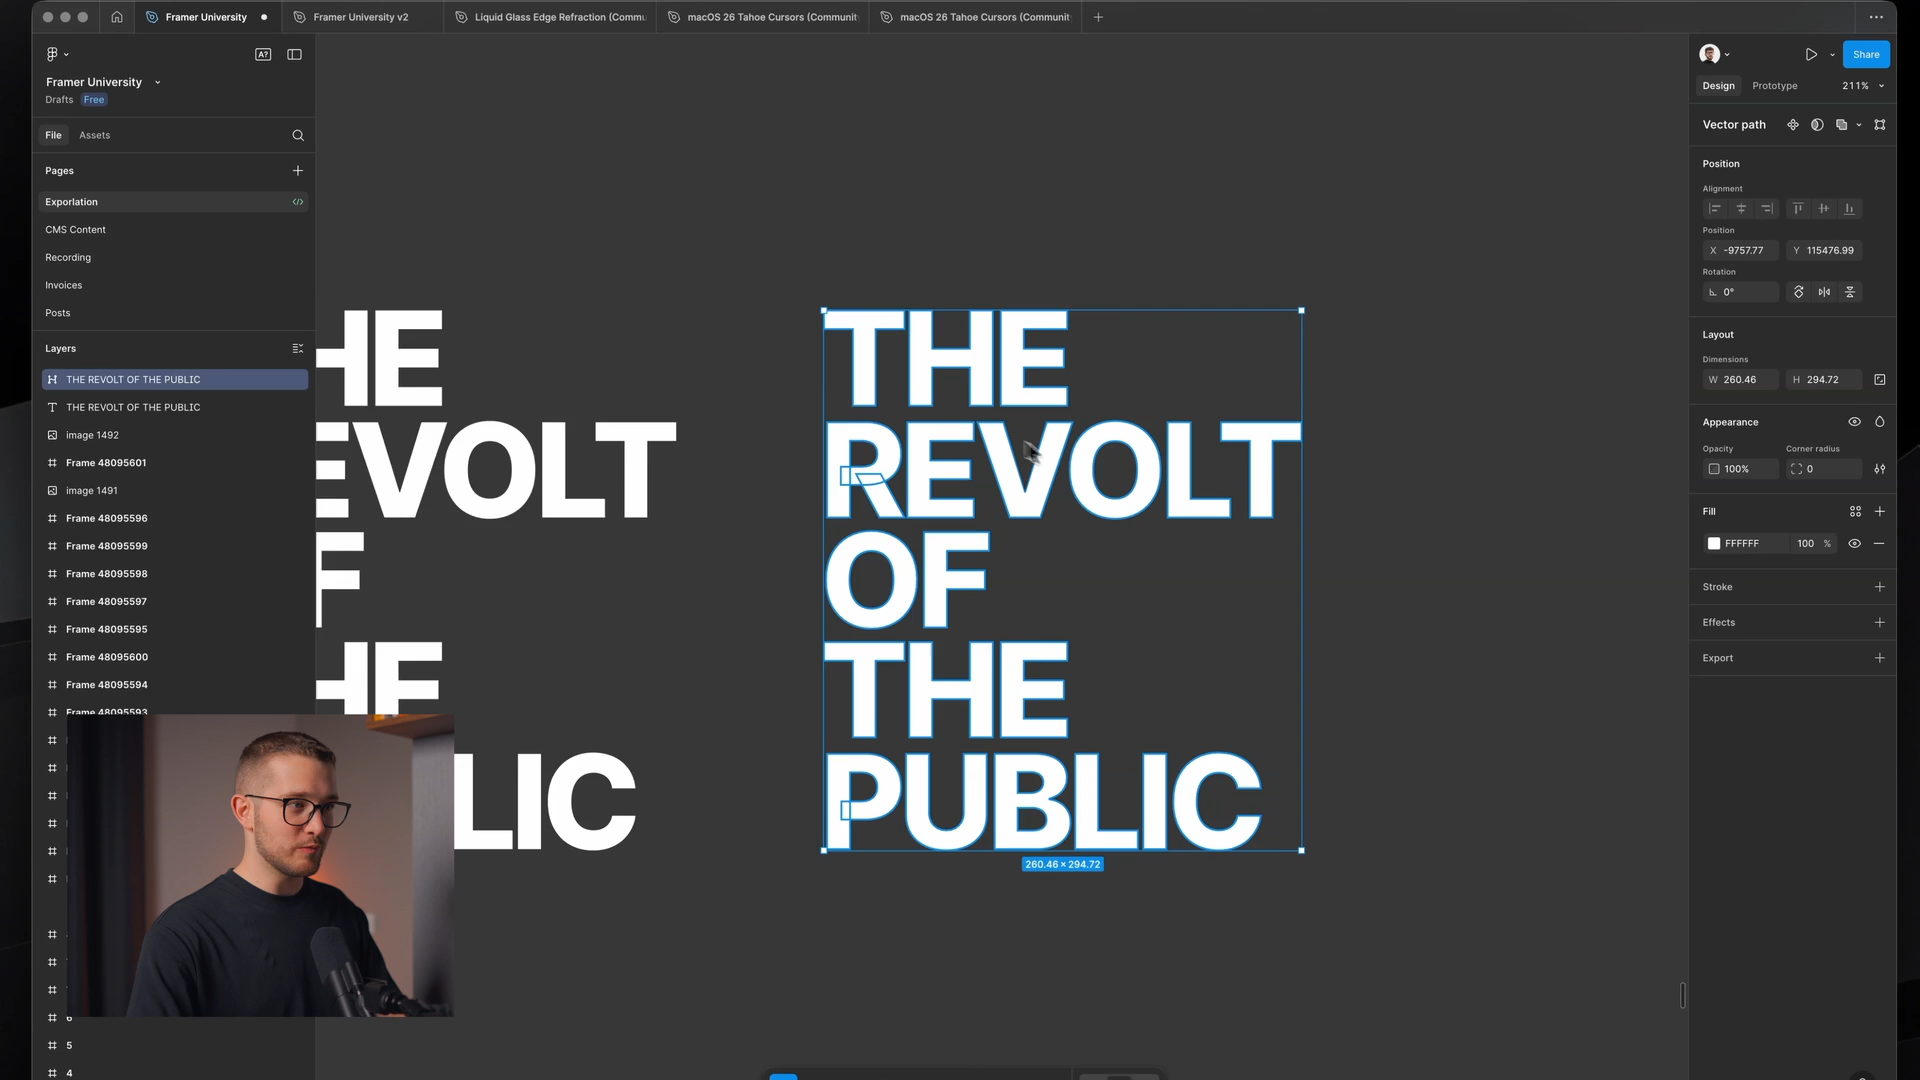 Framer University
Framer University v2
Liquid Glass Edge Refraction (Commu
macOS 26 Tahoe Cursors (Communit
macOS 26 Tahoe Cursors (Communit
A?
Framer University
Drafts
Free
File
Assets
Pages
Exporlation
CMS Content
Recording
Invoices
Posts
Layers
THE REVOLT OF THE PUBLIC
THE REVOLT OF THE PUBLIC
image 1492
Frame 48095601
image 1491
Frame 48095596
Frame 48095599
Frame 48095598
Frame 48095597
Frame 48095595
Frame 48095600
Frame 48095594
Frame 48095593
6
5
4
HE
EVOLT
F
HE
LIC
THE
REVOLT
OF
THE
PUBLIC
260.46 × 294.72
Share
Design
Prototype
211%
Vector path
Position
Alignment
Position
X -9757.77
Y 115476.99
Rotation
0°
Layout
Dimensions
W 260.46
H 294.72
Appearance
Opacity
Corner radius
100%
0
Fill
FFFFFF
100 %
Stroke
Effects
Export